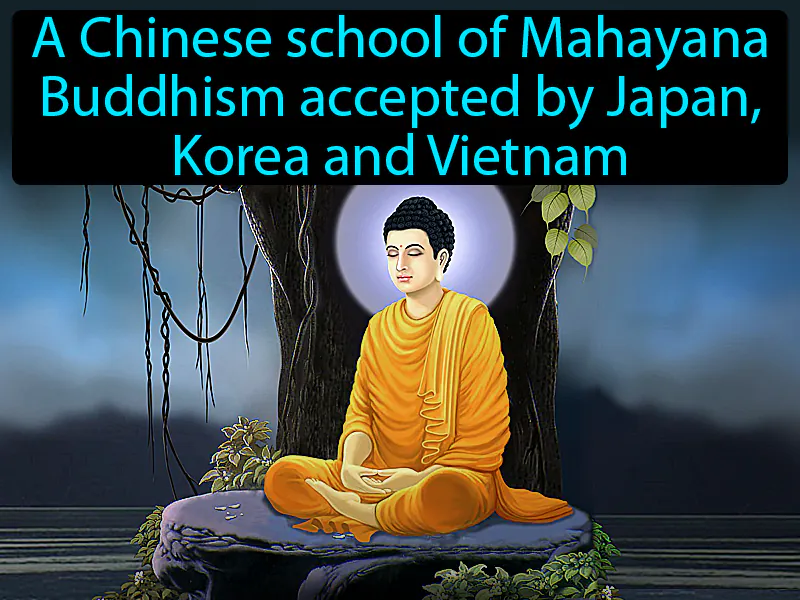 A Chinese school of Mahayana
Buddhism accepted by Japan,
Korea and Vietnam